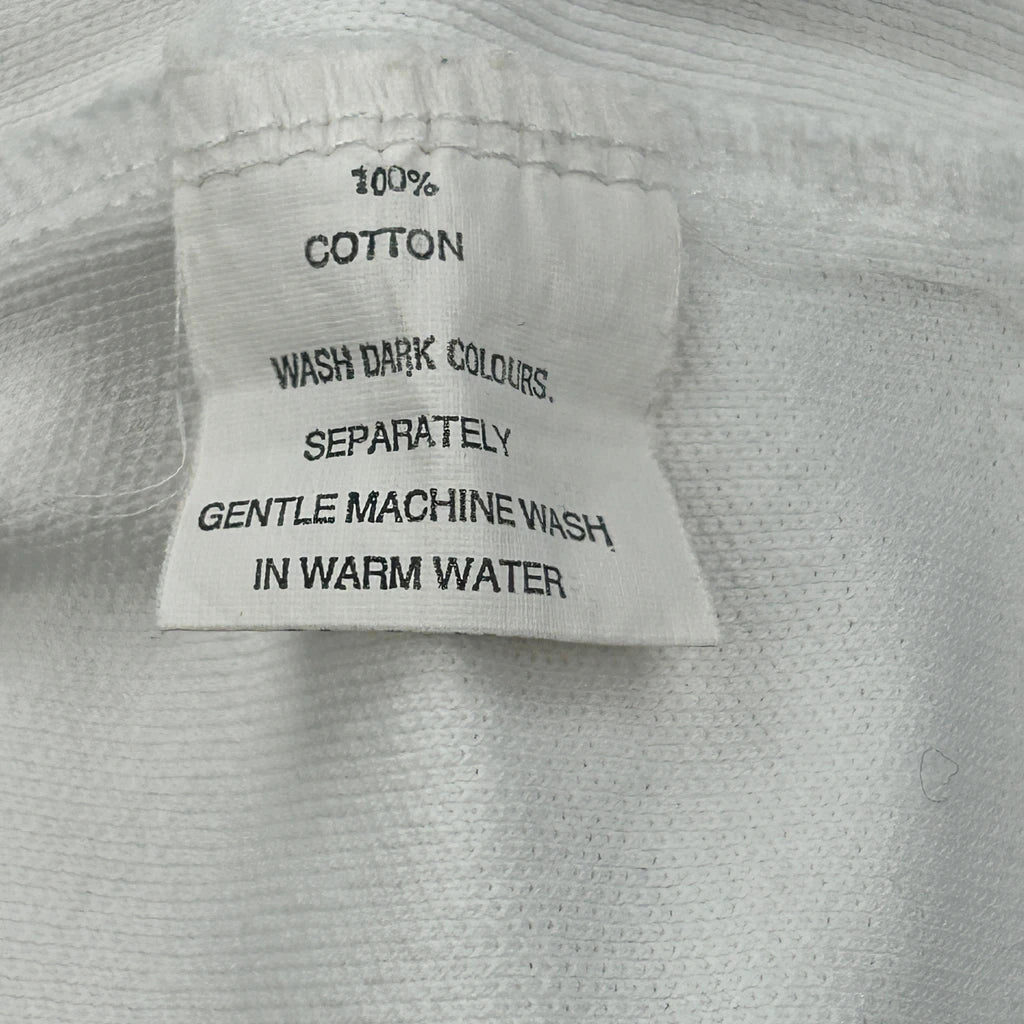 100%
COTTON
WASH DARK COLOURS.
SEPARATELY
GENTLE MACHINE WASH
IN WARM WATER